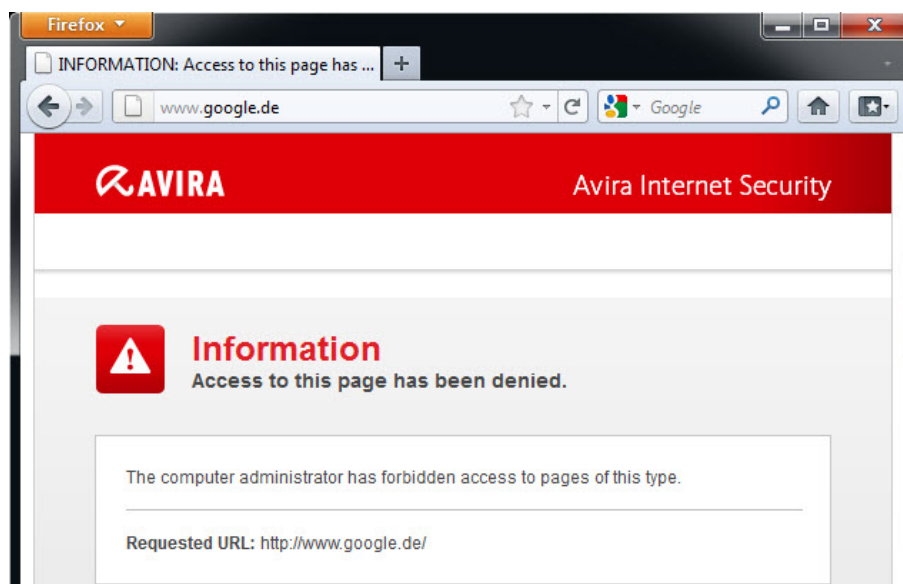 Firefox
INFORMATION: Access to this page has ...
www.google.de
Google
AVIRA
Avira Internet Security
Information
Access to this page has been denied.
The computer administrator has forbidden access to pages of this type.
Requested URL: http://www.google.de/